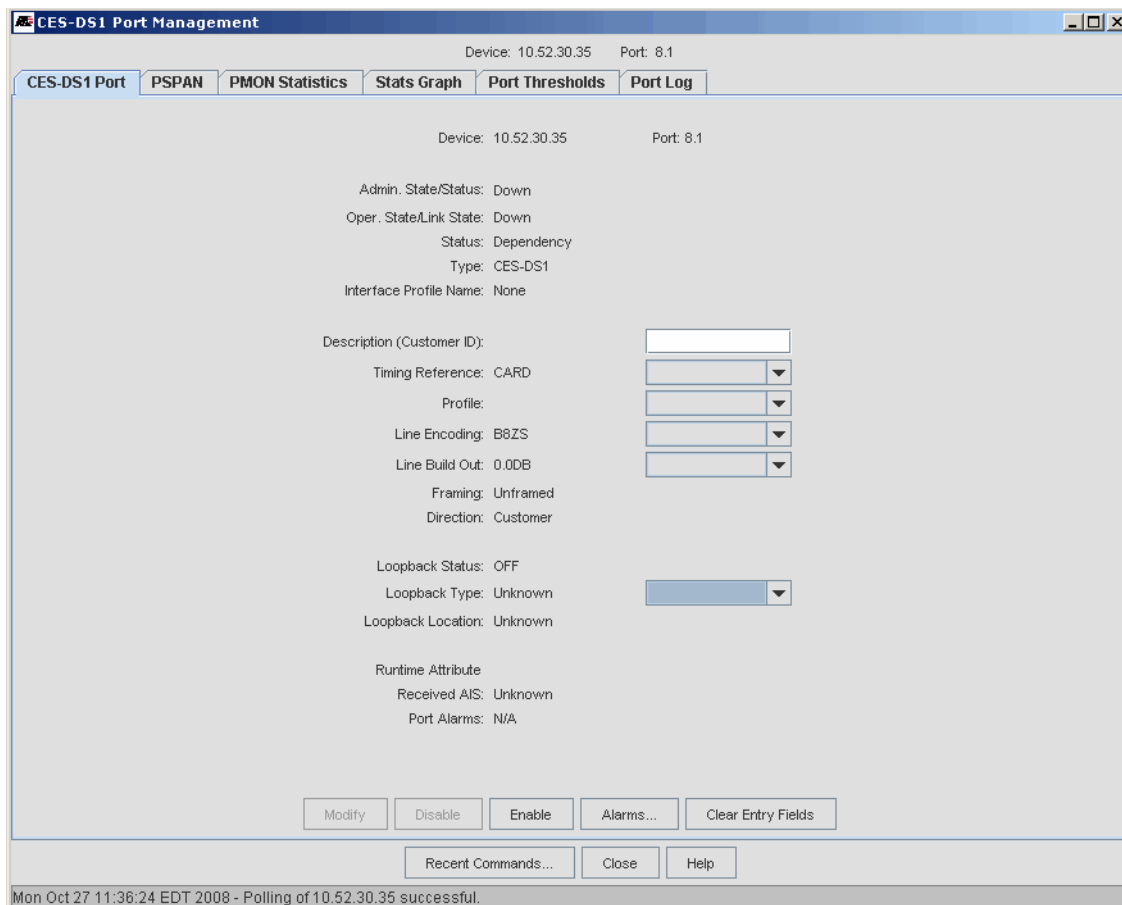 CES-DS1 Port Management
Device: 10.52.30.35 Port: 8.1
CES-DS1 Port PSPAN PMON Statistics Stats Graph Port Thresholds Port Log
Device: 10.52.30.35 Port: 8.1
Admin. State/Status: Down
Oper. State/Link State: Down
Status: Dependency
Type: CES-DS1
Interface Profile Name: None
Description (Customer ID):
Timing Reference: CARD
Profile:
Line Encoding: B8ZS
Line Build Out: 0.0DB
Framing: Unframed
Direction: Customer
Loopback Status: OFF
Loopback Type: Unknown
Loopback Location: Unknown
Runtime Attribute
Received AIS: Unknown
Port Alarms: N/A
Modify Disable Enable Alarms... Clear Entry Fields
Recent Commands... Close Help
Mon Oct 27 11:36:24 EDT 2008 - Polling of 10.52.30.35 successful.